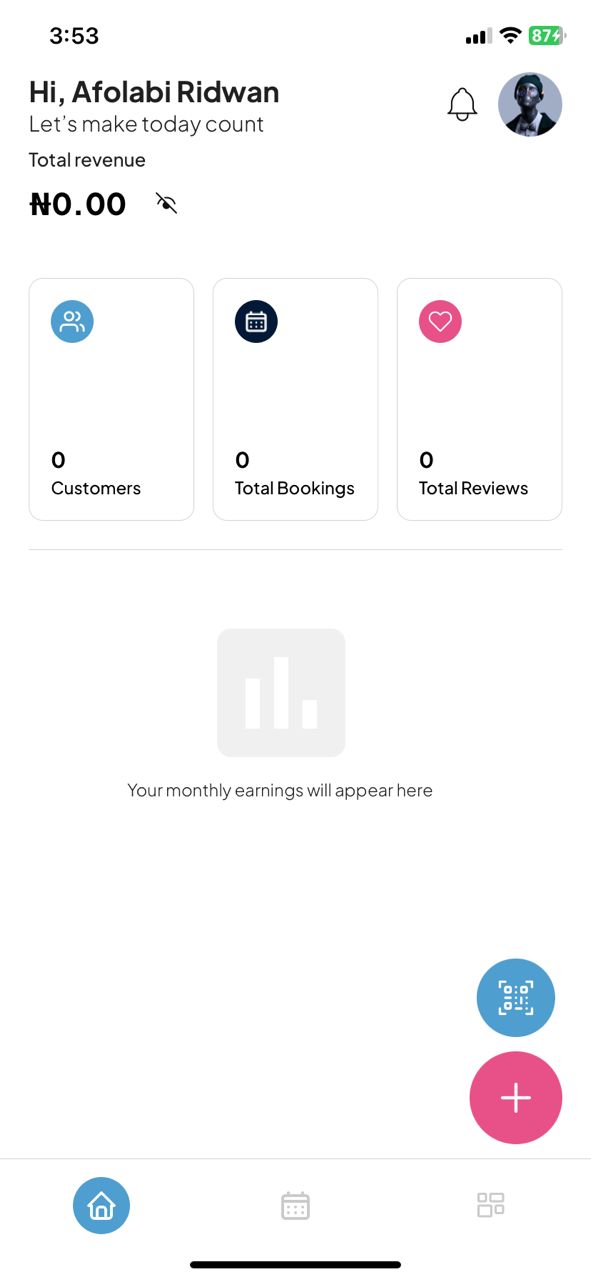 3:53
87
Hi, Afolabi Ridwan
Let's make today count
Total revenue
₦0.00
0
Customers
0
Total Bookings
0
Total Reviews
Your monthly earnings will appear here